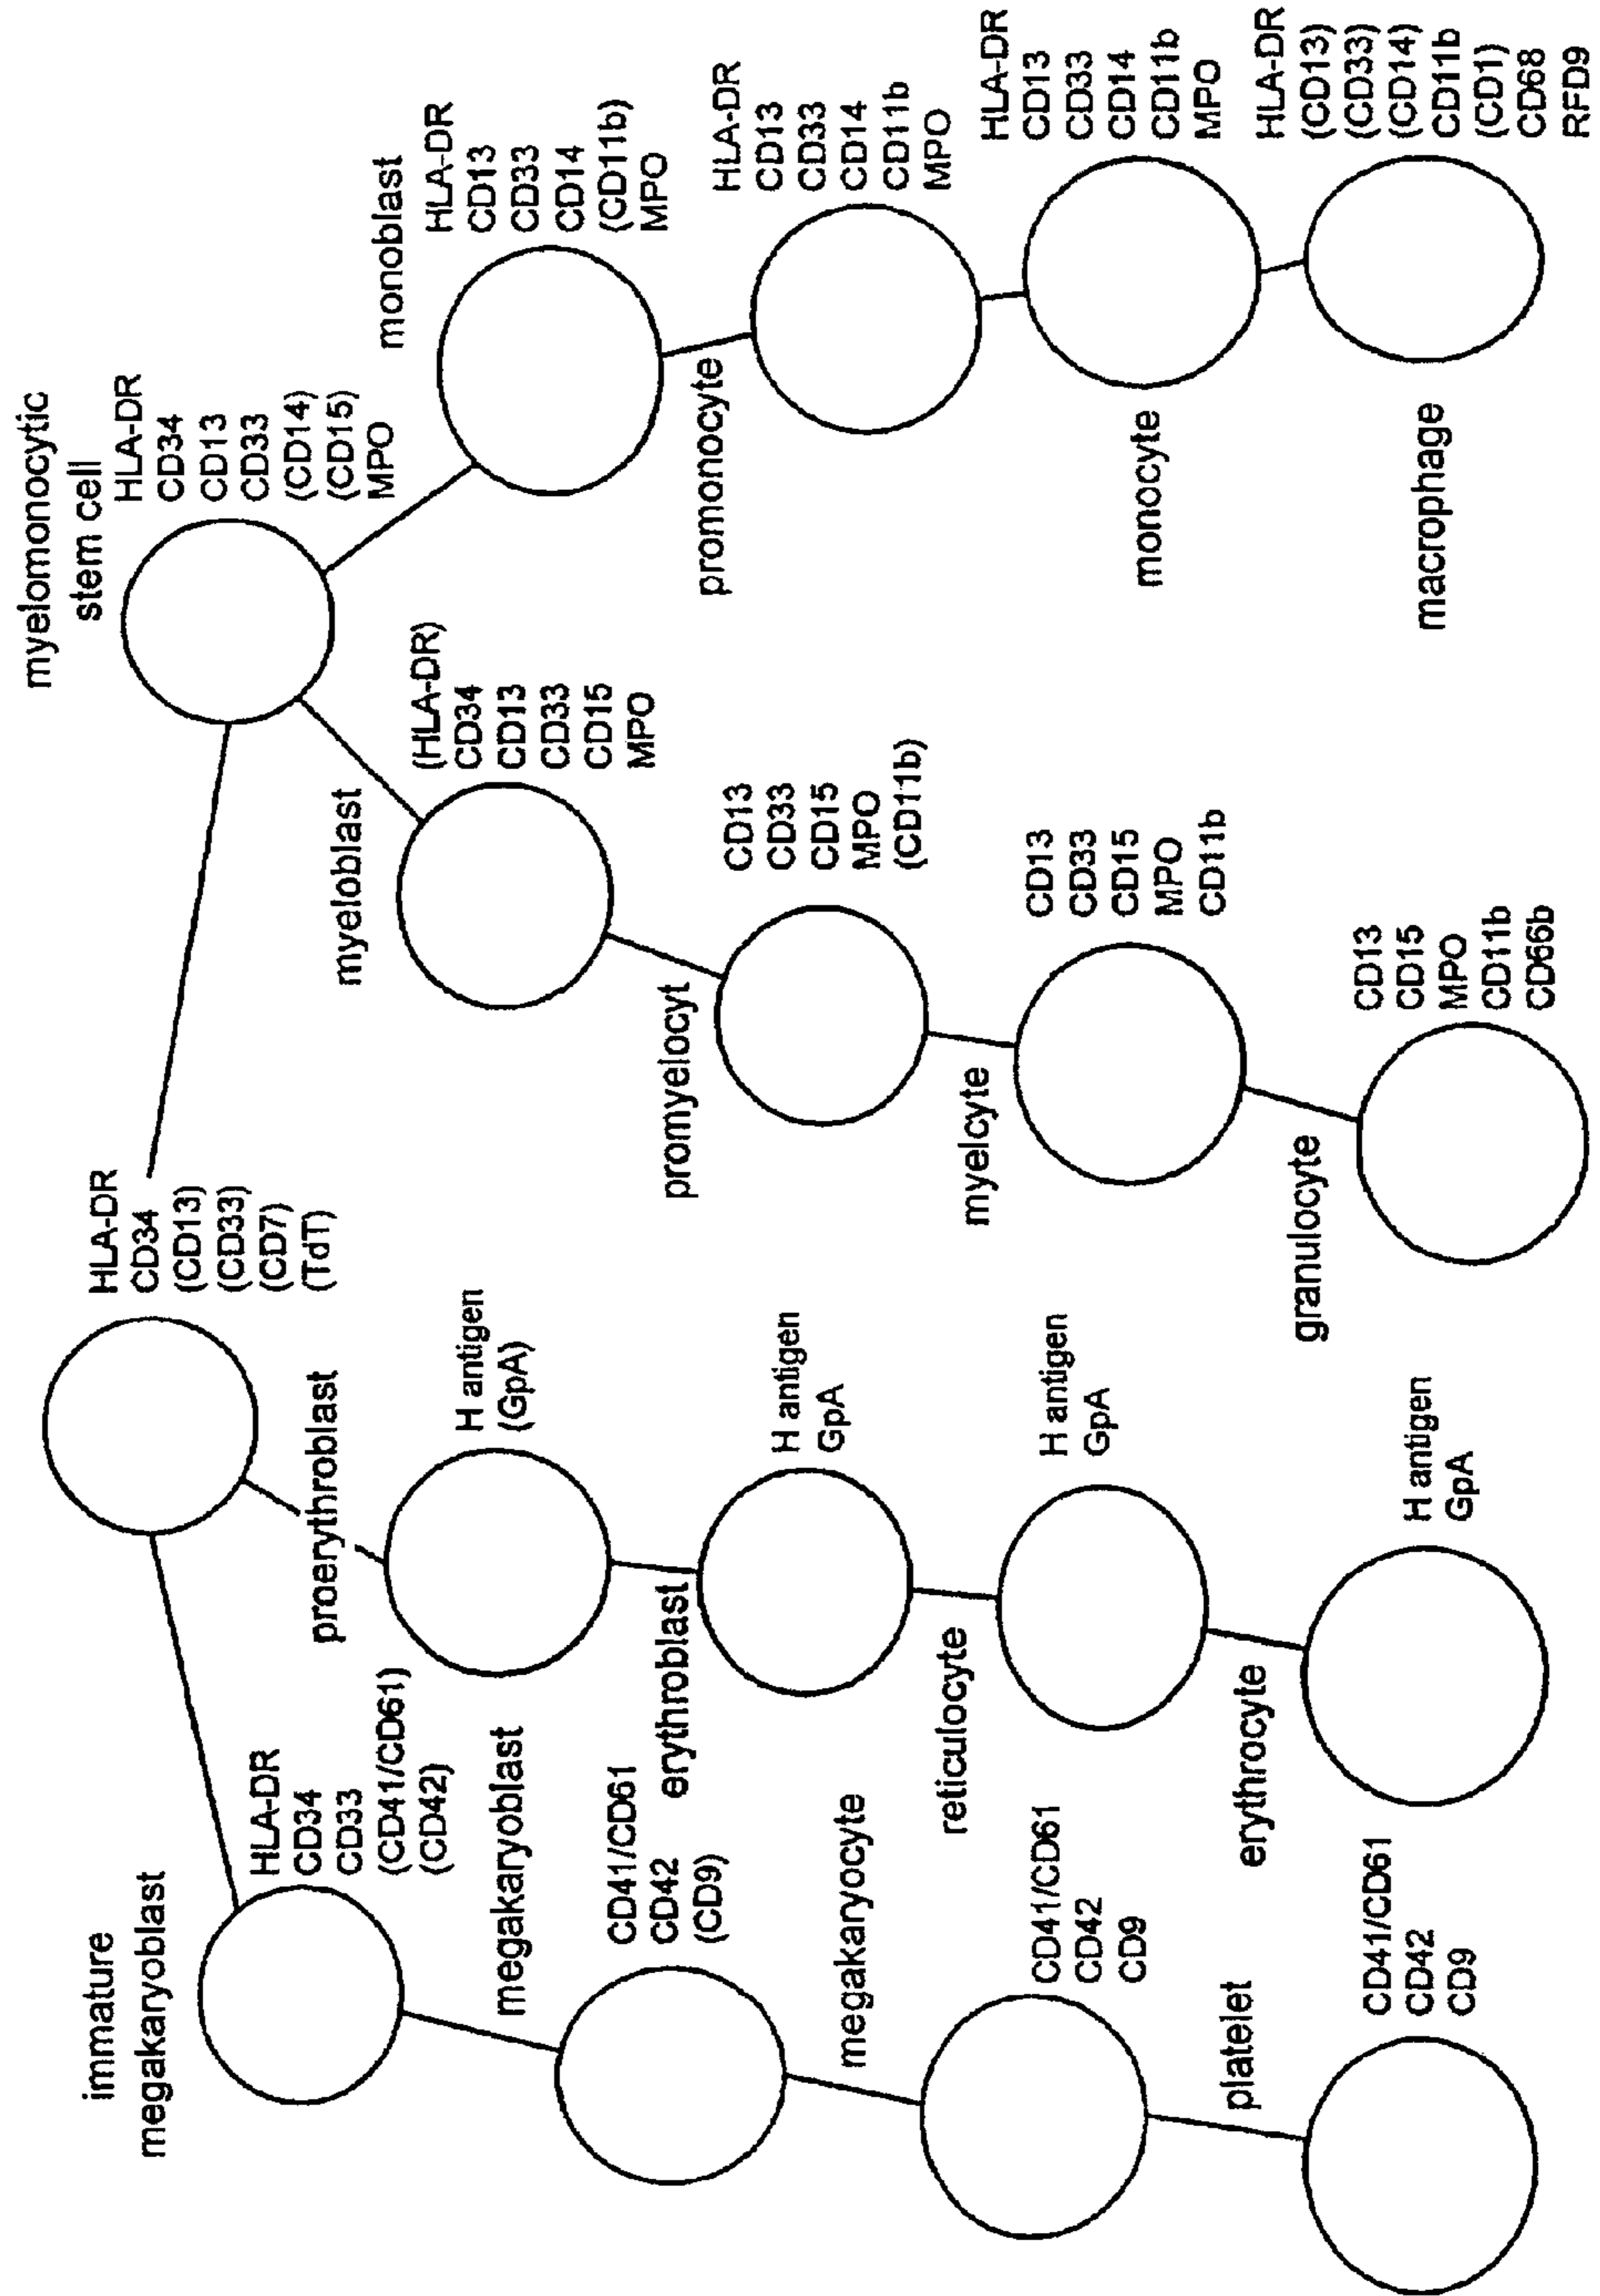 immature
megakaryoblast
HLA-DR
CD34
CD33
(CD41/CD61)
(CD42)
megakaryoblast
CD41/CD61
CD42
(CD9)
megakaryocyte
CD41/CD61
CD42
CD9
platelet
CD41/CD61
CD42
CD9
HLA-DR
CD34
(CD13)
(CD33)
(CD7)
(TdT)
proerythroblast
H antigen
(GpA)
erythroblast
H antigen
GpA
reticulocyte
H antigen
GpA
erythrocyte
H antigen
GpA
myelomonocytic
stem cell
HLA-DR
CD34
CD13
CD33
(CD14)
(CD15)
MPO
myeloblast
(HLA-DR)
CD34
CD13
CD33
CD15
MPO
promyelocyt
CD13
CD33
CD15
MPO
(CD11b)
myelcyte
CD13
CD33
CD15
MPO
CD11b
granulocyte
CD13
CD15
MPO
CD11b
CD66b
monoblast
HLA-DR
CD13
CD33
CD14
(CD11b)
MPO
promonocyte
HLA-DR
CD13
CD33
CD14
CD11b
MPO
monocyte
HLA-DR
CD13
CD33
CD14
CD11b
MPO
macrophage
HLA-DR
(CD13)
(CD33)
(CD14)
CD11b
(CD1)
CD68
RFD9